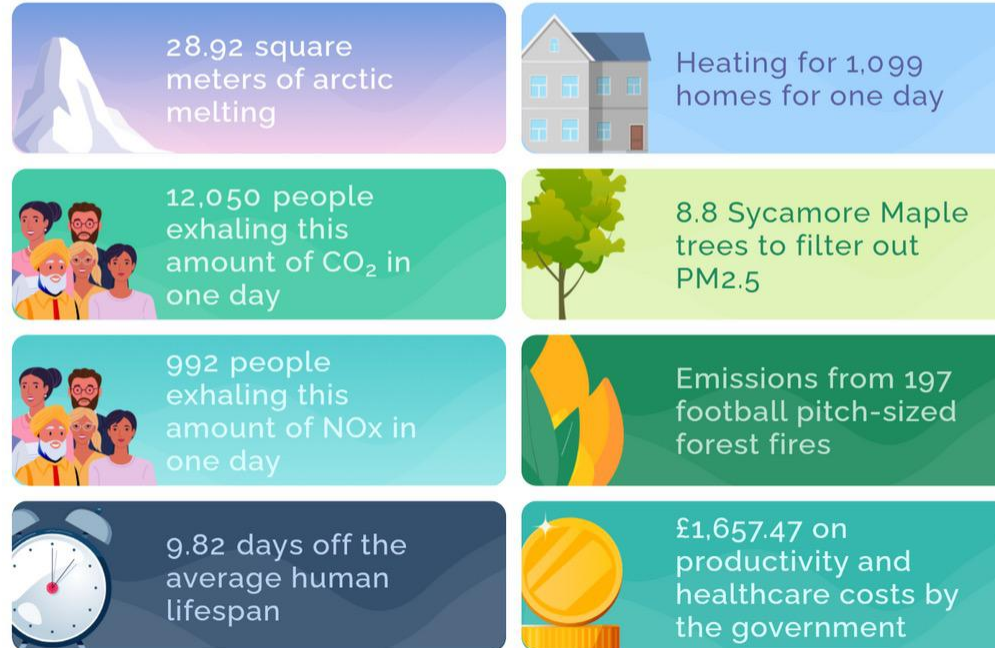 28.92 square
meters of arctic
melting
Heating for 1,099
homes for one day
12,050 people
exhaling this
amount of CO₂ in
one day
8.8 Sycamore Maple
trees to filter out
PM2.5
992 people
exhaling this
amount of NOx in
one day
Emissions from 197
football pitch-sized
forest fires
9.82 days off the
average human
lifespan
£1,657.47 on
productivity and
healthcare costs by
the government